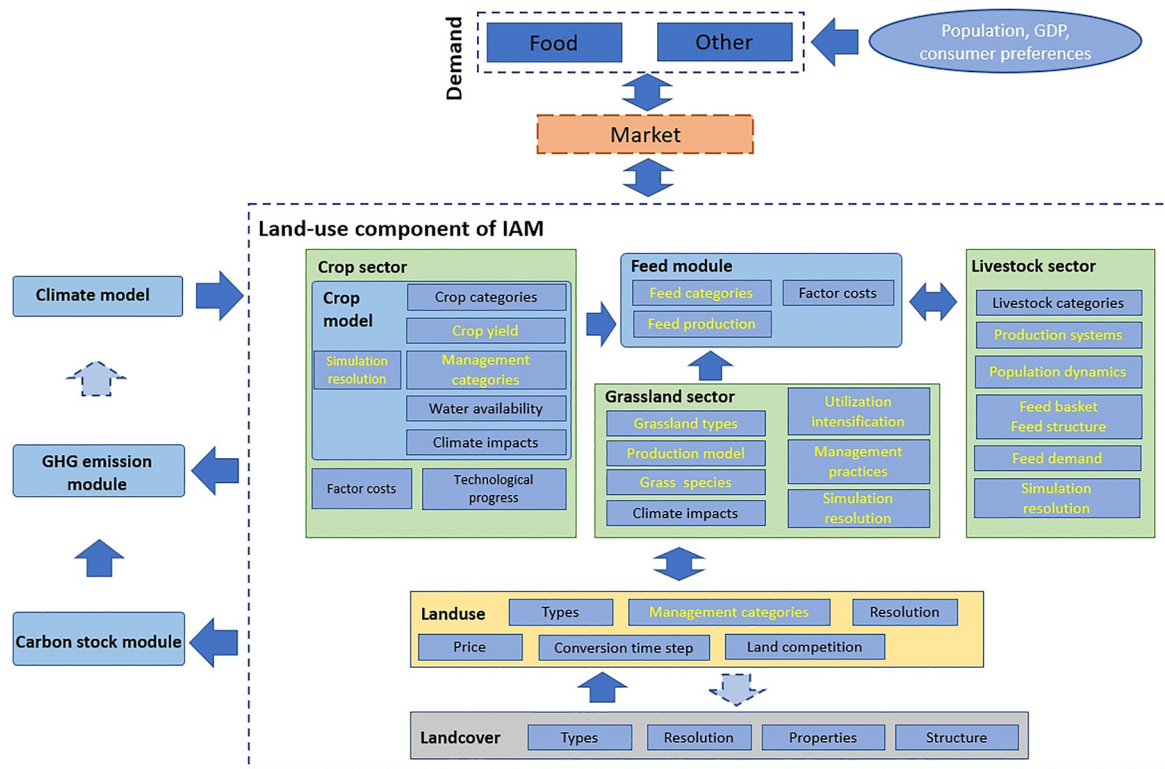 Demand
Food
Other
Population, GDP,
consumer preferences
Market
Land-use component of IAM
Climate model
GHG emission
module
Carbon stock module
Crop sector
Crop
model
Crop categories
Crop yield
Simulation
resolution
Management
categories
Water availability
Climate impacts
Factor costs
Technological
progress
Feed module
Feed categories
Factor costs
Feed production
Grassland sector
Grassland types
Production model
Grass species
Climate impacts
Utilization
intensification
Management
practices
Simulation
resolution
Livestock sector
Livestock categories
Production systems
Population dynamics
Feed basket
Feed structure
Feed demand
Simulation
resolution
Landuse
Types
Management categories
Resolution
Price
Conversion time step
Land competition
Landcover
Types
Resolution
Properties
Structure